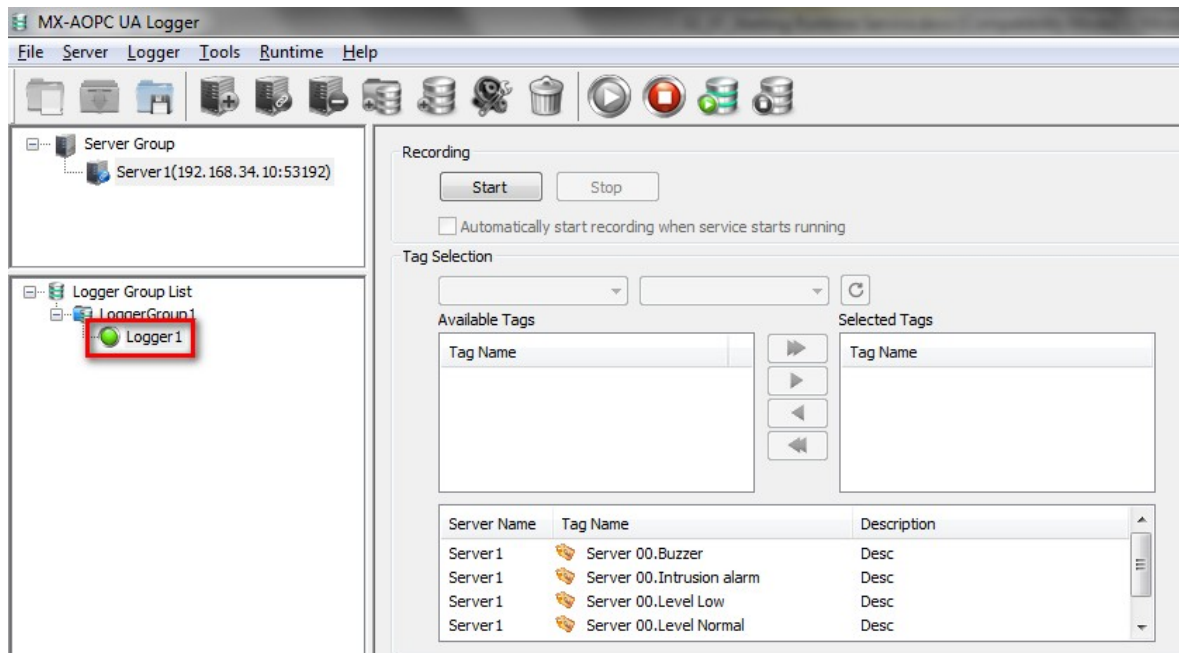 MX-AOPC UA Logger
File Server Logger Tools Runtime Help
Server Group
Server1(192.168.34.10:53192)
Logger Group List
LoggerGroup1
Logger1
Recording
Start Stop
Automatically start recording when service starts running
Tag Selection
Available Tags Selected Tags
Tag Name Tag Name
Server Name Tag Name Description
Server1 Server 00.Buzzer Desc
Server1 Server 00.Intrusion alarm Desc
Server1 Server 00.Level Low Desc
Server1 Server 00.Level Normal Desc